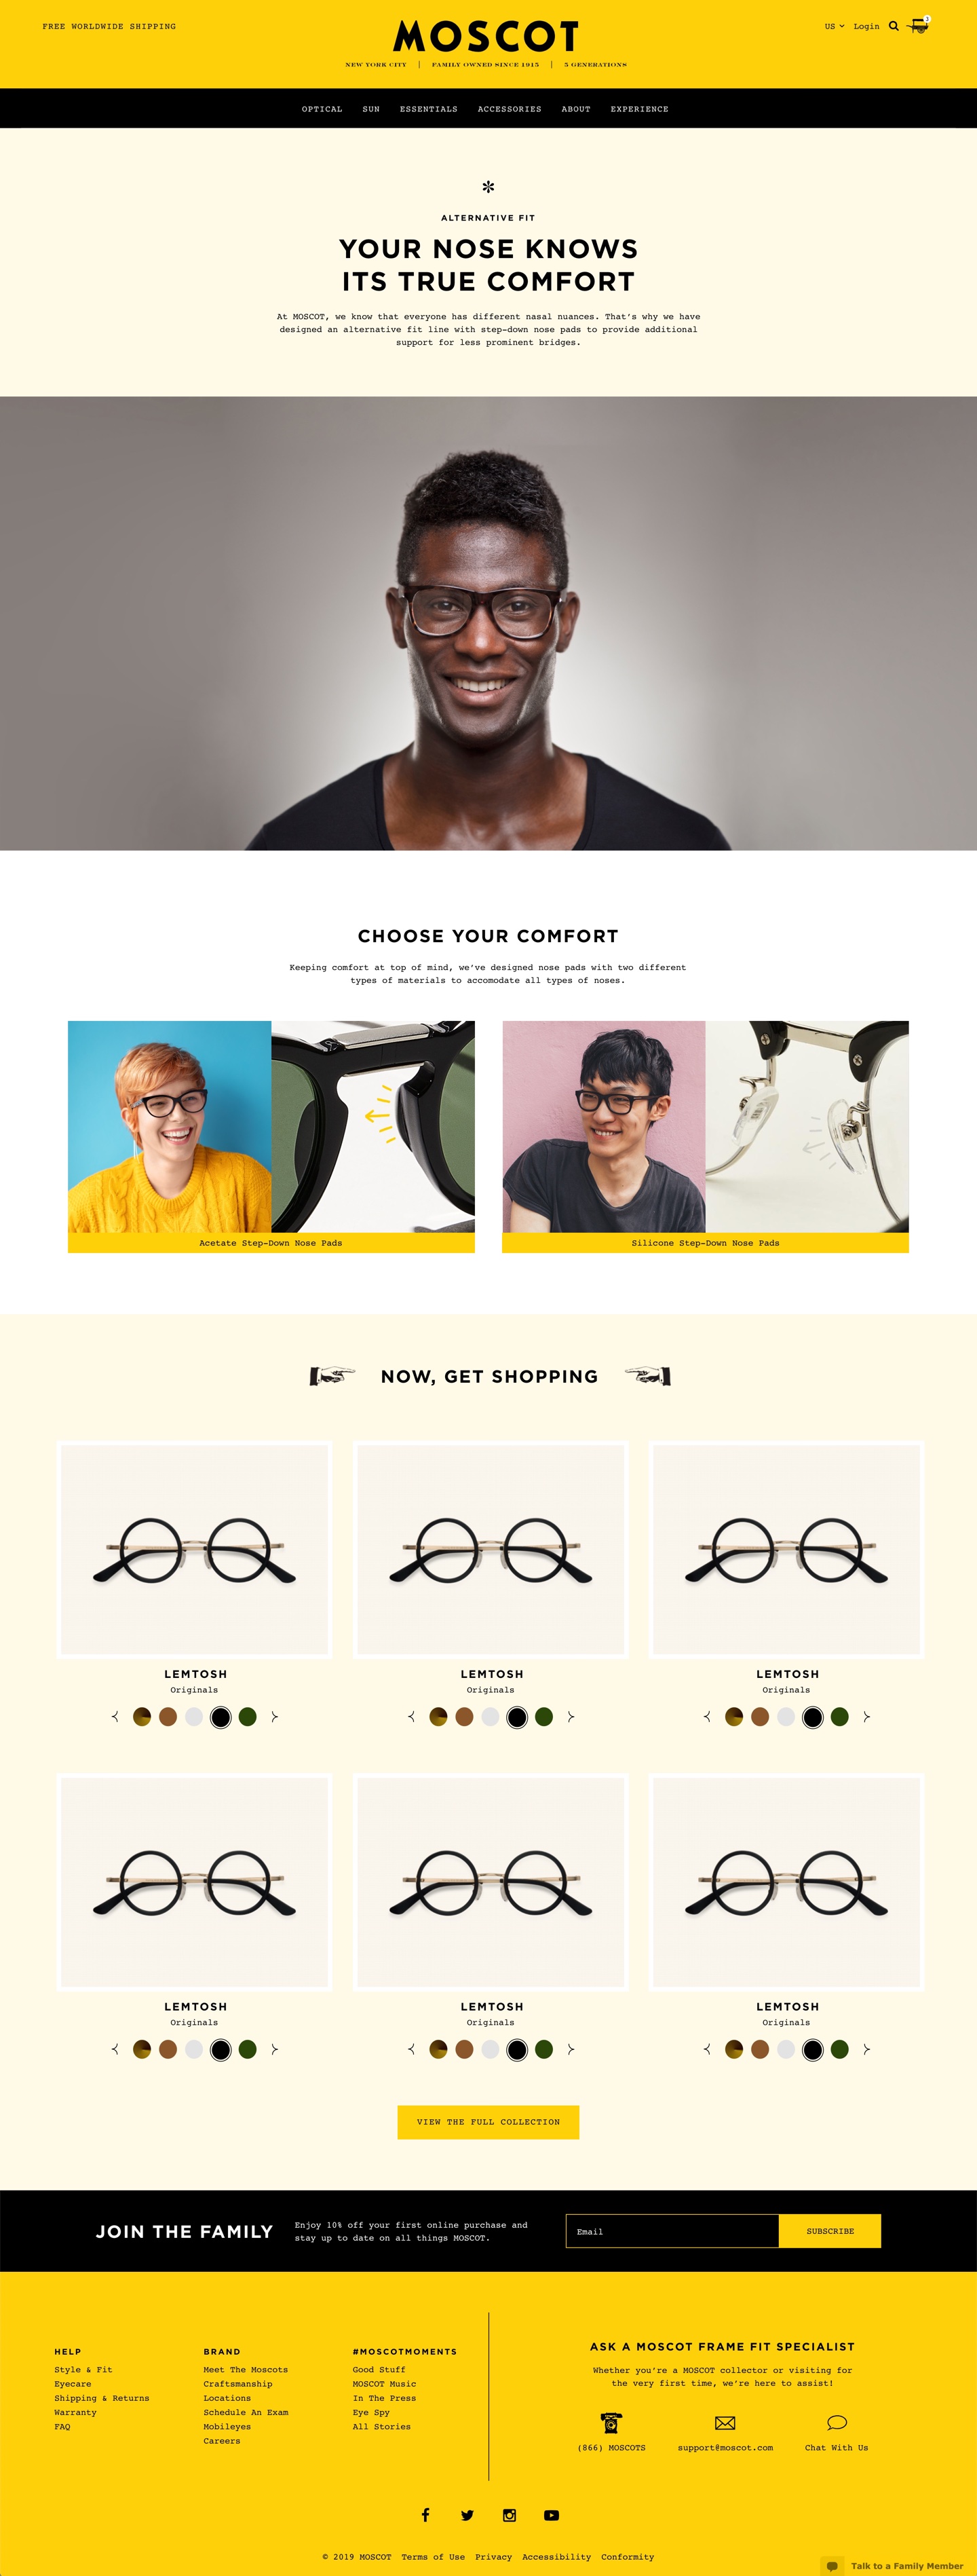 FREE WORLDWIDE SHIPPING
MOSCOT
US
Login
3
NEW YORK CITY | FAMILY OWNED SINCE 1915 | 5 GENERATIONS
OPTICAL SUN ESSENTIALS ACCESSORIES ABOUT EXPERIENCE
ALTERNATIVE FIT
YOUR NOSE KNOWS
ITS TRUE COMFORT
At MOSCOT, we know that everyone has different nasal nuances. That's why we have
designed an alternative fit line with step-down nose pads to provide additional
support for less prominent bridges.
CHOOSE YOUR COMFORT
Keeping comfort at top of mind, we've designed nose pads with two different
types of materials to accomodate all types of noses.
Acetate Step-Down Nose Pads
Silicone Step-Down Nose Pads
NOW, GET SHOPPING
LEMTOSH
Originals
LEMTOSH
Originals
LEMTOSH
Originals
LEMTOSH
Originals
LEMTOSH
Originals
LEMTOSH
Originals
VIEW THE FULL COLLECTION
JOIN THE FAMILY
Enjoy 10% off your first online purchase and
stay up to date on all things MOSCOT.
Email
SUBSCRIBE
HELP
Style & Fit
Eyecare
Shipping & Returns
Warranty
FAQ
BRAND
Meet The Moscots
Craftsmanship
Locations
Schedule An Exam
Mobileyes
Careers
#MOSCOTMOMENTS
Good Stuff
MOSCOT Music
In The Press
Eye Spy
All Stories
ASK A MOSCOT FRAME FIT SPECIALIST
Whether you're a MOSCOT collector or visiting for
the very first time, we're here to assist!
(866) MOSCOTS
support@moscot.com
Chat With Us
© 2019 MOSCOT Terms of Use Privacy Accessibility Conformity
Talk to a Family Member